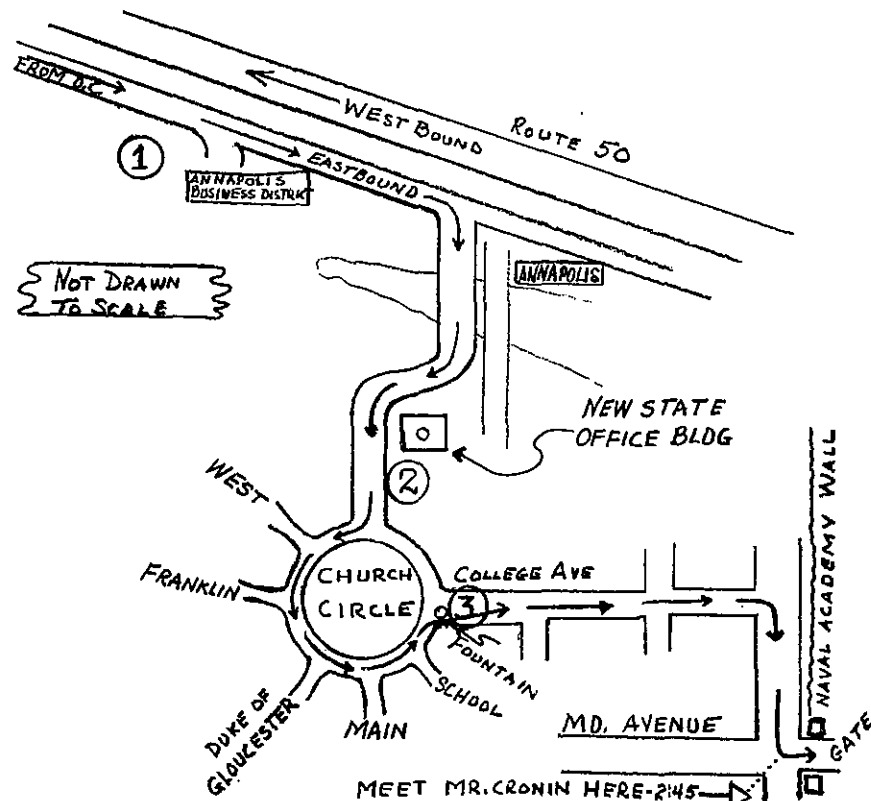 FROM D.C.
WEST BOUND
ROUTE 50
1
EASTBOUND
ANNAPOLIS
BUSINESS DISTRICT
NOT DRAWN
TO SCALE
ANNAPOLIS
NEW STATE
OFFICE BLDG
2
WEST
FRANKLIN
CHURCH
CIRCLE
COLLEGE AVE
3
FOUNTAIN
SCHOOL
MAIN
DUKE OF
GLOUCESTER
NAVAL ACADEMY WALL
MD. AVENUE
GATE
MEET MR. CRONIN HERE-2:45